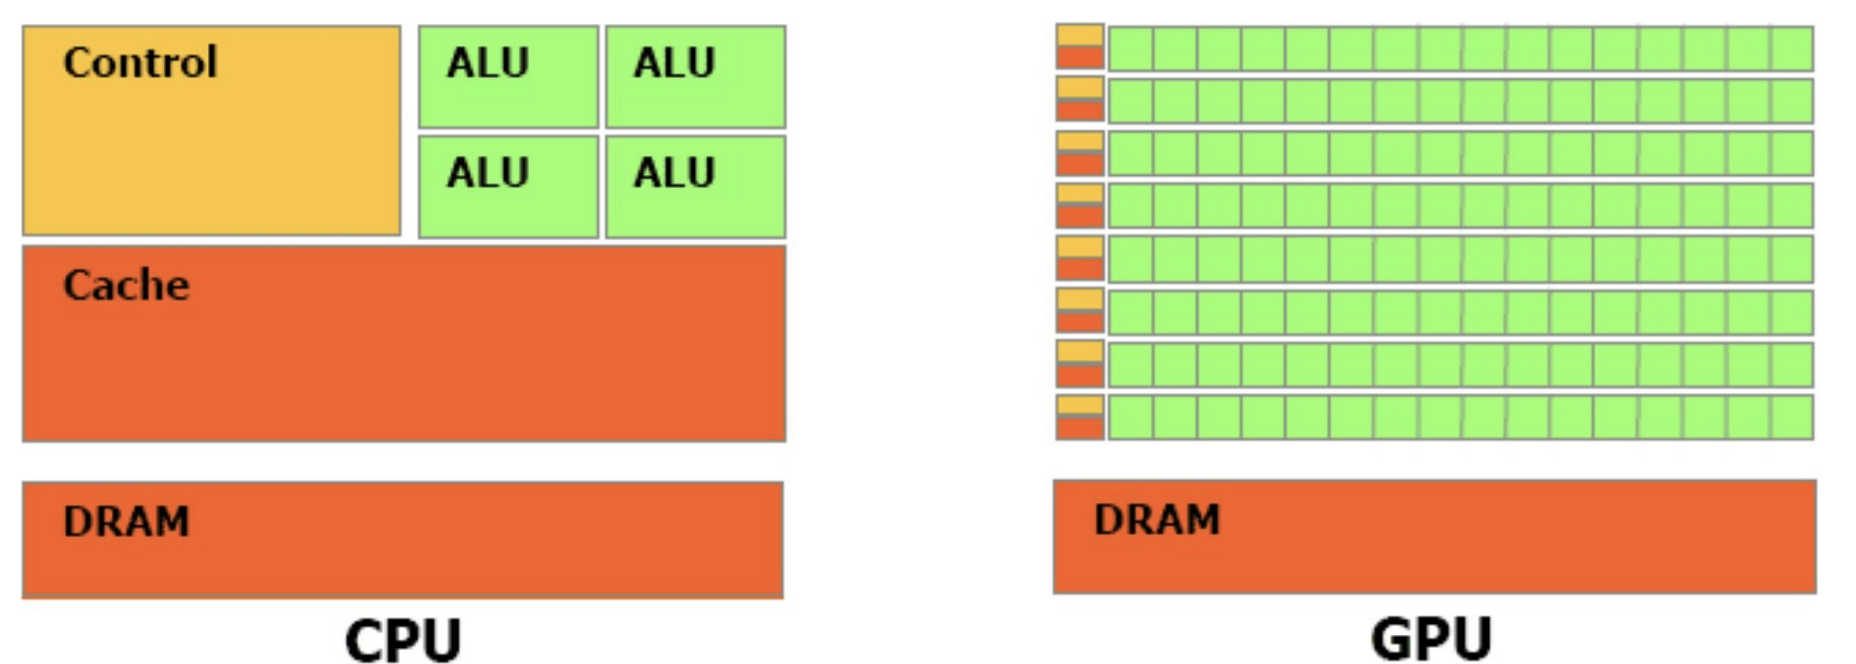 Control
ALU ALU
ALU ALU
Cache
DRAM
CPU
DRAM
GPU